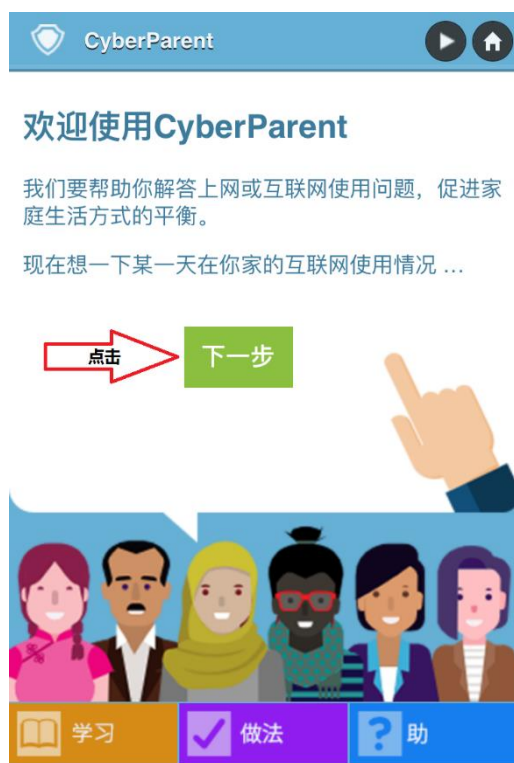 CyberParent
欢迎使用CyberParent
我们要帮助你解答上网或互联网使用问题，促进家
庭生活方式的平衡。
现在想一下某一天在你家的互联网使用情况 ...
点击
下一步
学习
做法
?
助